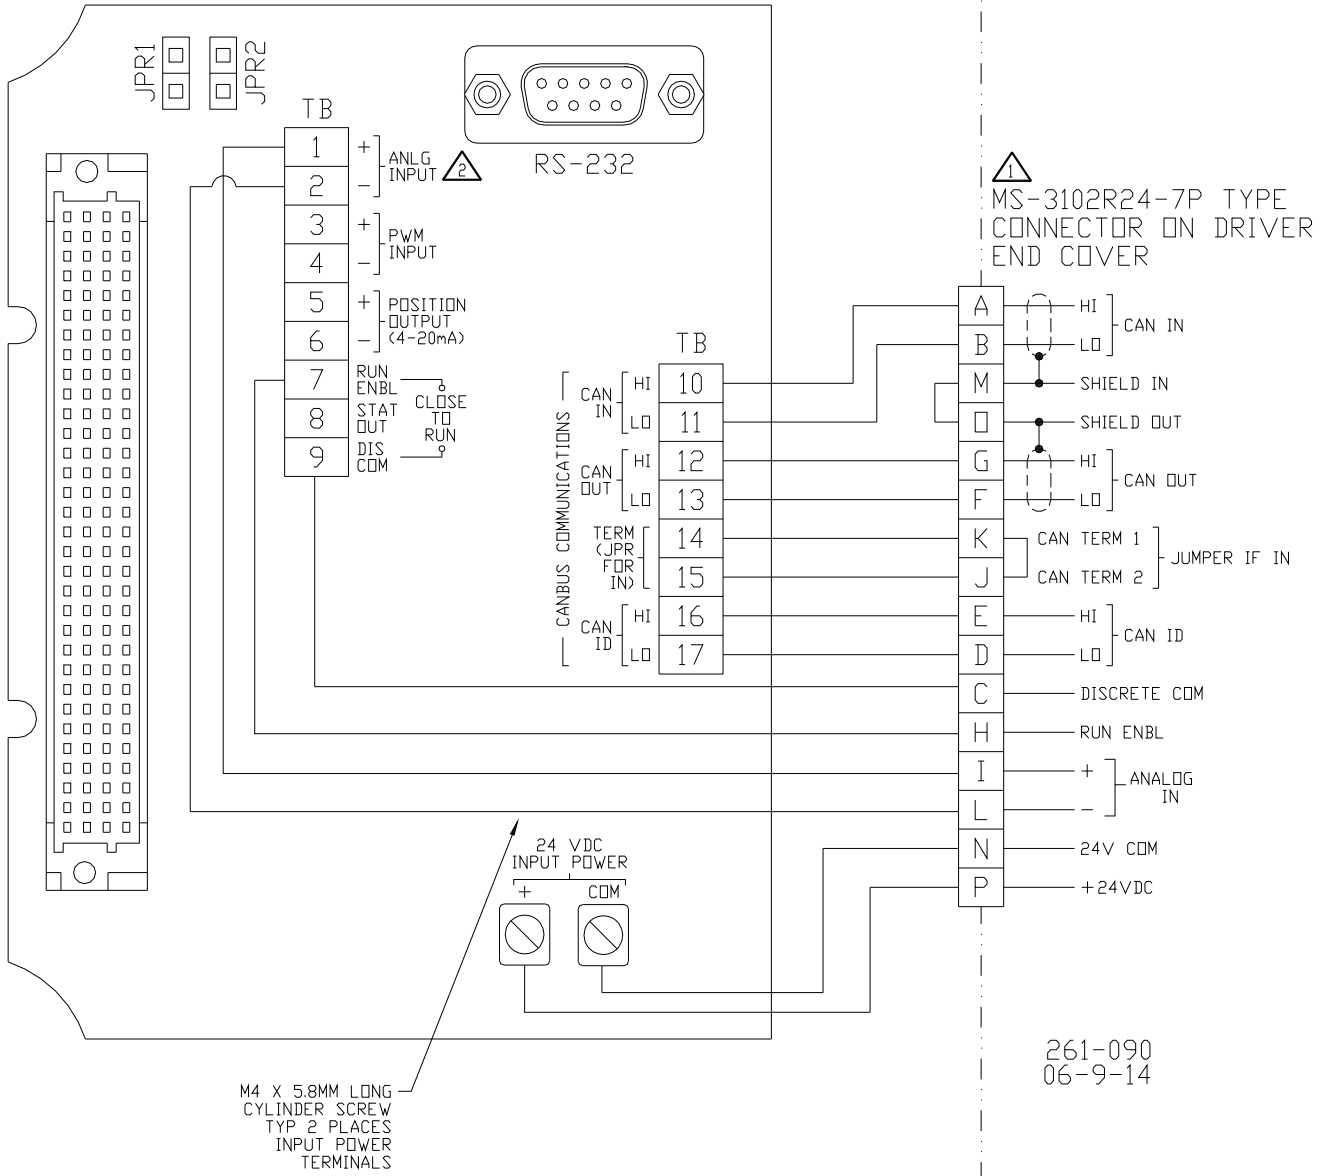 JPR1
JPR2
TB
1
2
3
4
5
6
7
8
9
+
-
ANLG
INPUT
2
+
-
PWM
INPUT
+
-
POSITION
OUTPUT
(4-20mA)
RUN
ENBL
STAT
OUT
DIS
COM
CLOSE
TO
RUN
RS-232
1
MS-3102R24-7P TYPE
CONNECTOR ON DRIVER
END COVER
TB
10
11
12
13
14
15
16
17
CANBUS COMMUNICATIONS
CAN
IN
HI
LO
CAN
OUT
HI
LO
TERM
(JPR
FOR
IN)
CAN
ID
HI
LO
A
B
M
O
G
F
K
J
E
D
C
H
I
L
N
P
HI
LO
CAN IN
SHIELD IN
SHIELD OUT
HI
LO
CAN OUT
CAN TERM 1
CAN TERM 2
JUMPER IF IN
HI
LO
CAN ID
DISCRETE COM
RUN ENBL
+
-
ANALOG
IN
24V COM
+24VDC
24 VDC
INPUT POWER
+
COM
M4 X 5.8MM LONG
CYLINDER SCREW
TYP 2 PLACES
INPUT POWER
TERMINALS
261-090
06-9-14